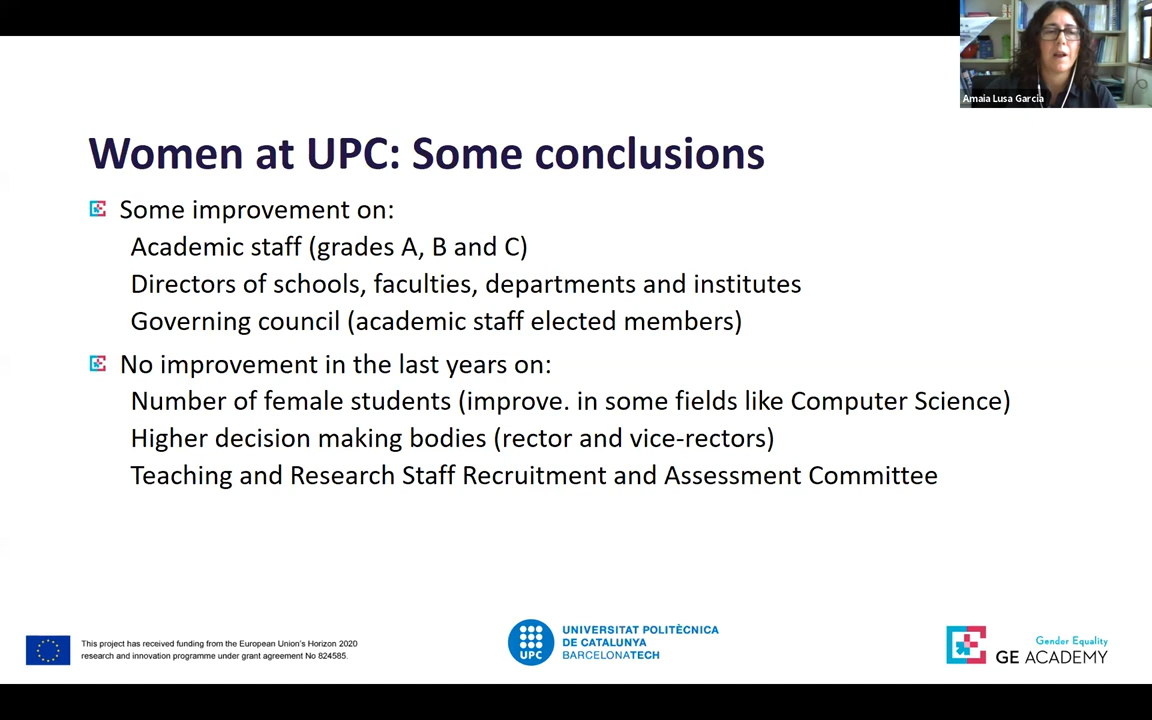 Amaia Lusa Garcia
Women at UPC: Some conclusions
Some improvement on:
Academic staff (grades A, B and C)
Directors of schools, faculties, departments and institutes
Governing council (academic staff elected members)
No improvement in the last years on:
Number of female students (improve. in some fields like Computer Science)
Higher decision making bodies (rector and vice-rectors)
Teaching and Research Staff Recruitment and Assessment Committee
This project has received funding from the European Union's Horizon 2020
research and innovation programme under grant agreement No 824585.
UPC
UNIVERSITAT POLITÈCNICA
DE CATALUNYA
BARCELONATECH
Gender Equality
GE ACADEMY